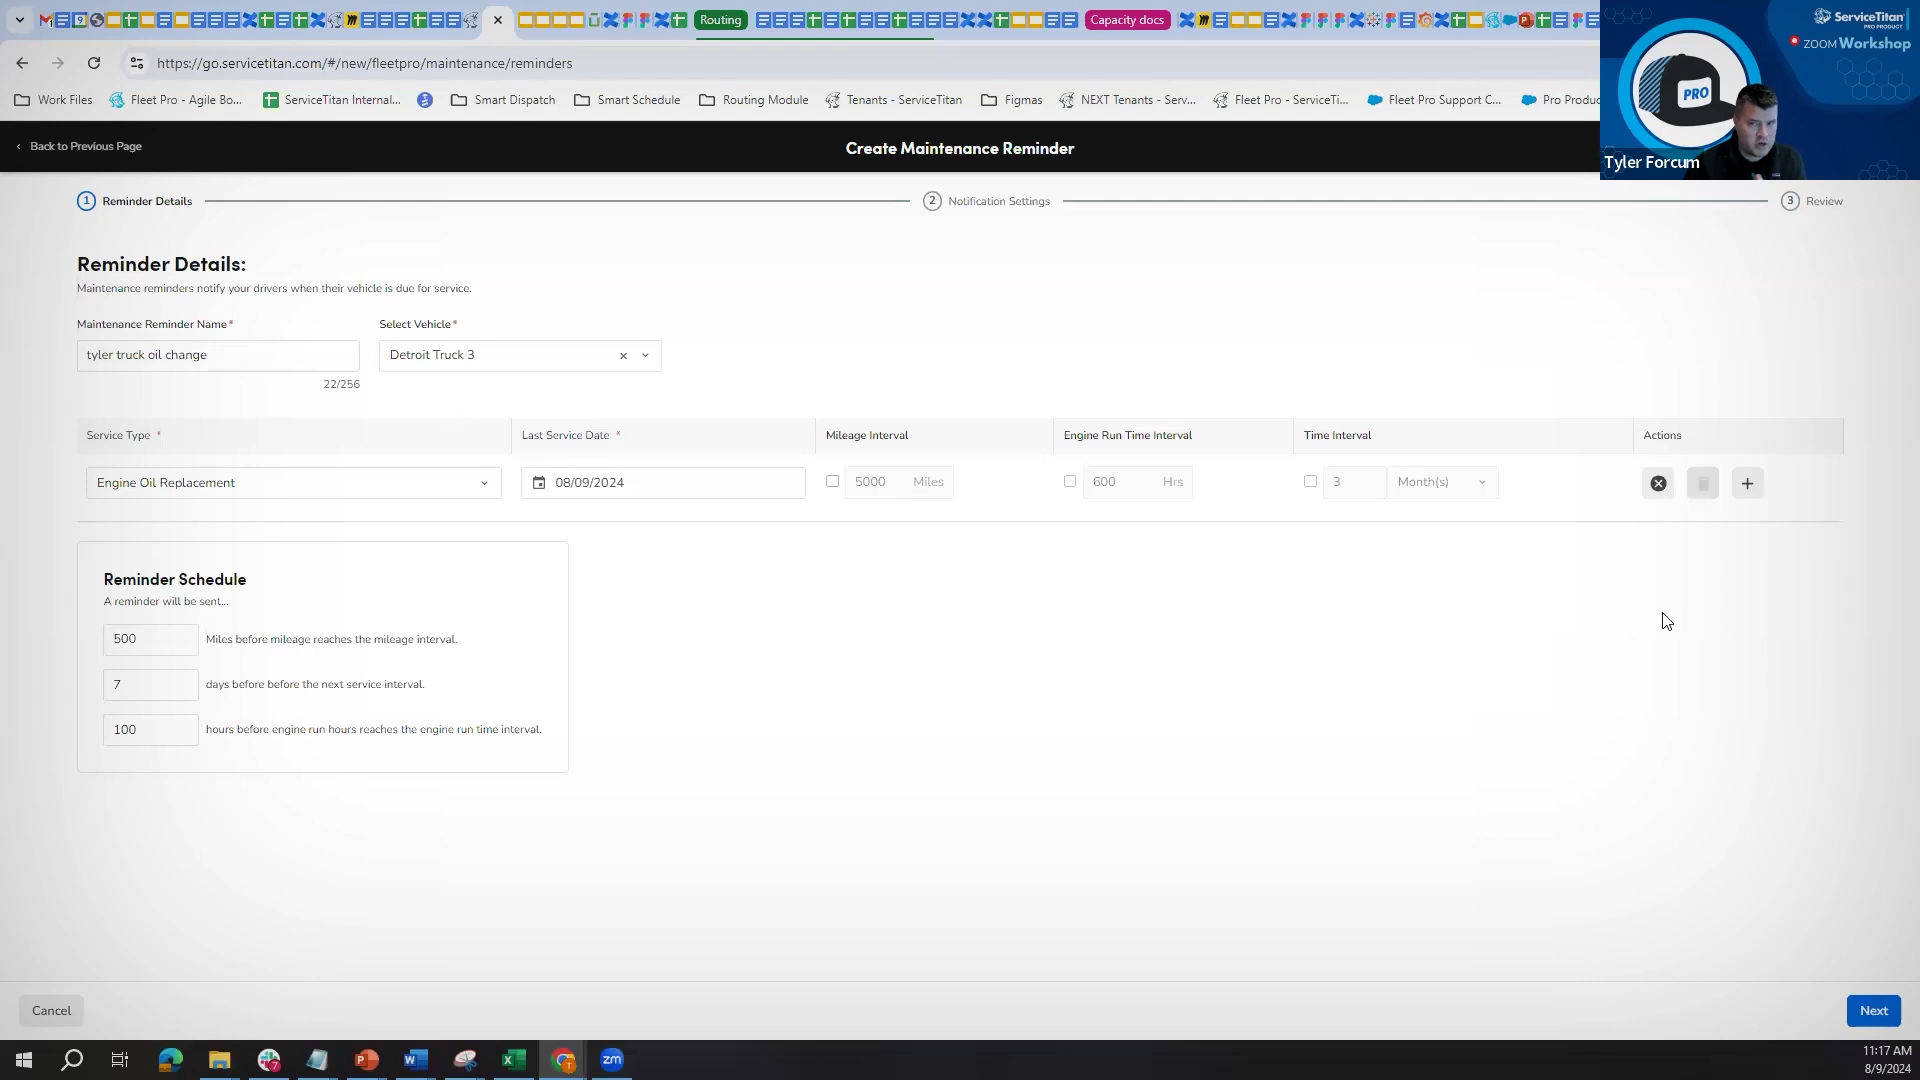 Routing
Capacity docs
https://go.servicetitan.com/#/new/fleetpro/maintenance/reminders
Work Files
Fleet Pro - Agile Bo...
ServiceTitan Internal...
Smart Dispatch
Smart Schedule
Routing Module
Tenants - ServiceTitan
Figmas
NEXT Tenants - Serv...
Fleet Pro - ServiceTi...
Fleet Pro Support C...
Pro Produc
ServiceTitan
PRO PRODUCT
ZOOM Workshop
PRO
Tyler Forcum
Back to Previous Page
Create Maintenance Reminder
1 Reminder Details
2 Notification Settings
3 Review
Reminder Details:
Maintenance reminders notify your drivers when their vehicle is due for service.
Maintenance Reminder Name*
Select Vehicle*
tyler truck oil change
Detroit Truck 3
22/256
Service Type *
Last Service Date *
Mileage Interval
Engine Run Time Interval
Time Interval
Actions
Engine Oil Replacement
08/09/2024
5000 Miles
600 Hrs
3 Month(s)
Reminder Schedule
A reminder will be sent...
500 Miles before mileage reaches the mileage interval.
7 days before before the next service interval.
100 hours before engine run hours reaches the engine run time interval.
Cancel
Next
zm
11:17 AM
8/9/2024